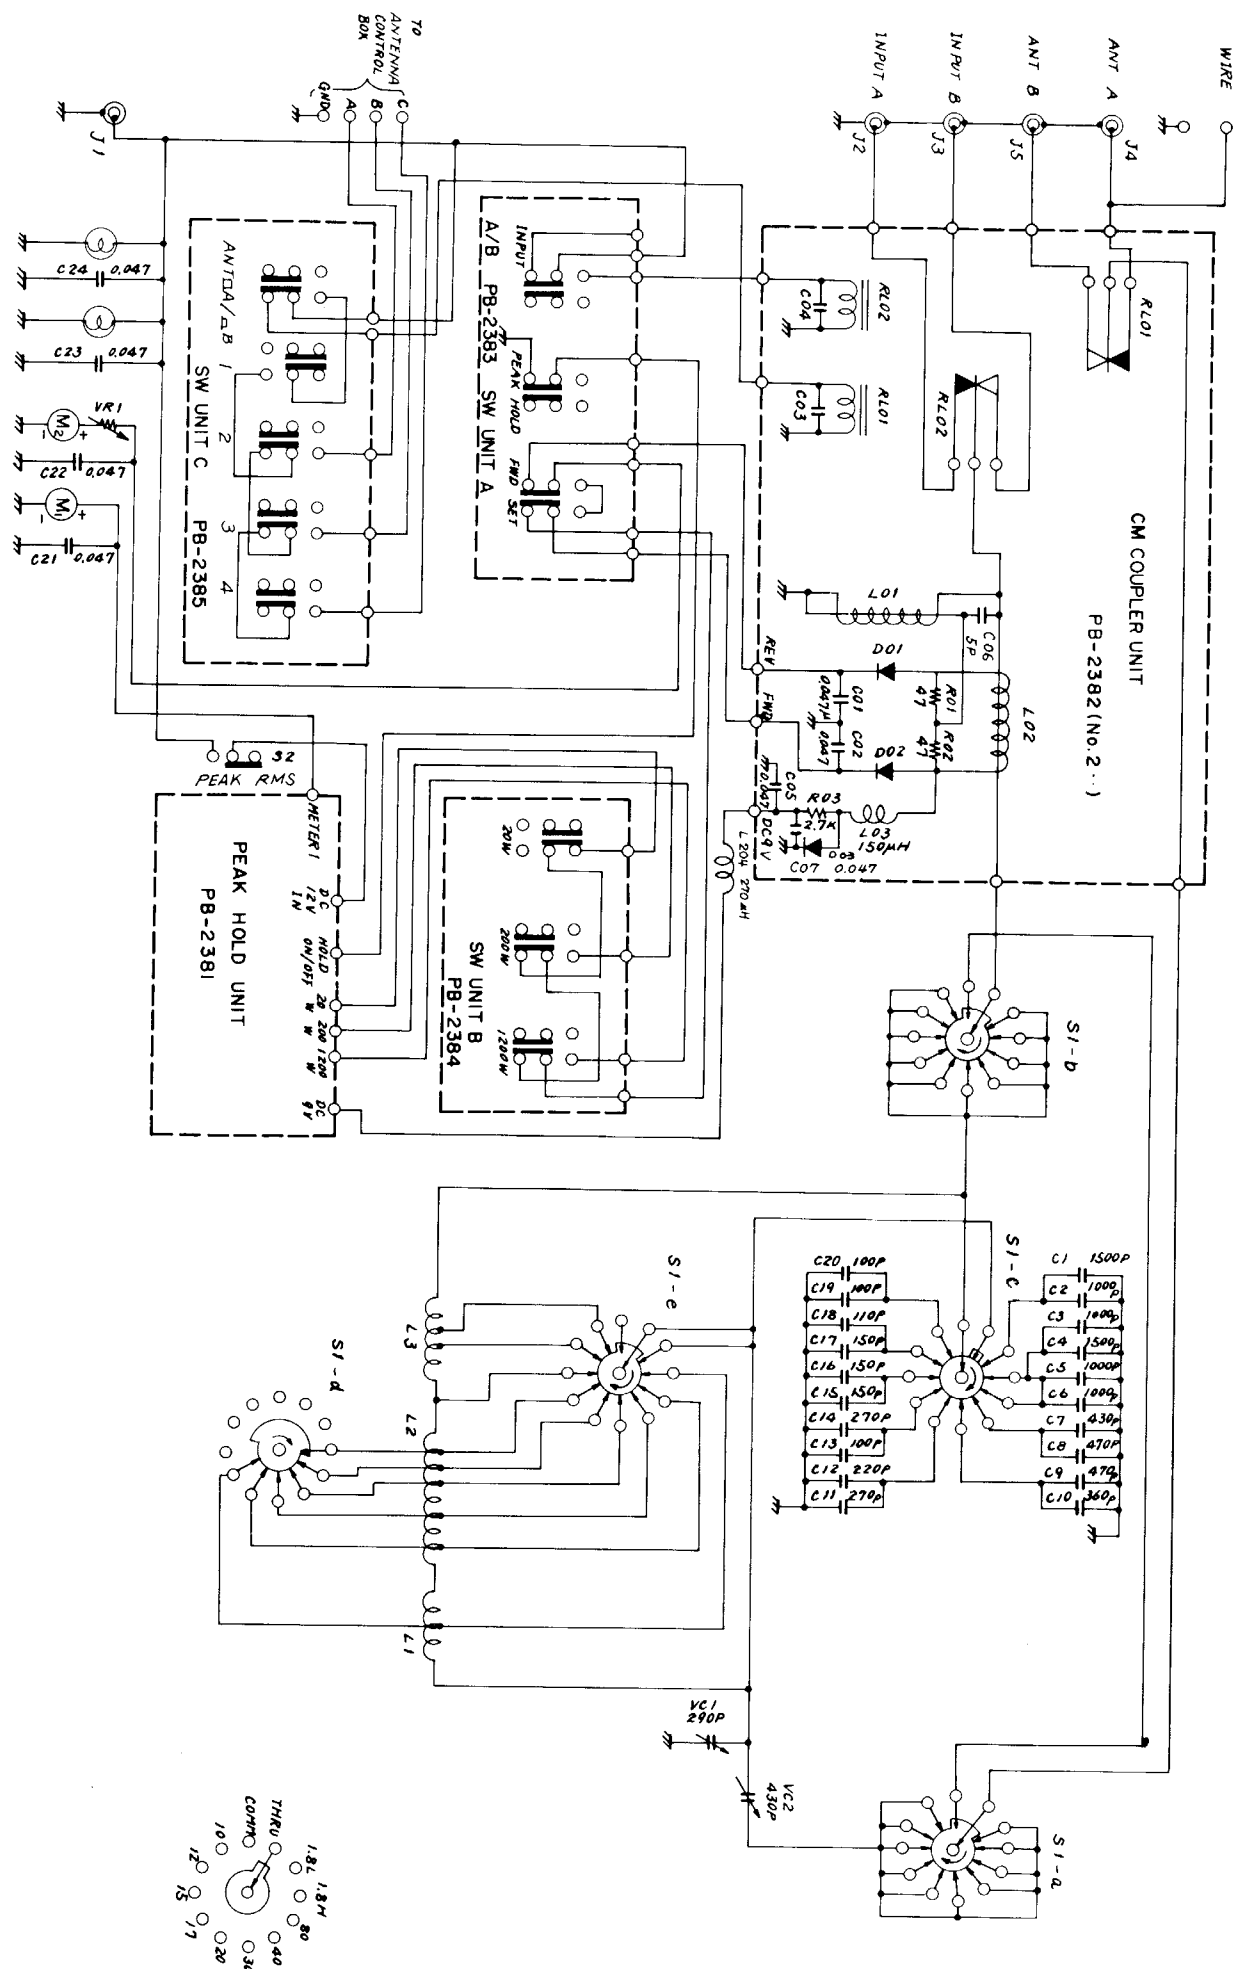 TO
ANTENNA
CONTROL
BOX
GND
A
B
C
INPUT A
INPUT B
ANT B
ANT A
WIRE
J1
J2
J3
J5
J4
RL01
RL02
CM COUPLER UNIT
PB-2382 (No.2··)
RL02
C04
RL01
C03
L01
C06
5P
L02
D01
R01
47
R02
47
D02
C01
0.047μ
C02
0.047
REV
FWD
C05
0.047
DC9V
R03
2.7K
L03
150μH
D03
C07 0.047
L204 270μH
INPUT
A/B
PB-2383 SW UNIT A
PEAK HOLD
FWD
SET
ANT□A/□B
1
2
3
4
SW UNIT C
PB-2385
C24 0.047
C23 0.047
VR1
M2
+
-
C22 0.047
M1
+
-
C21 0.047
S2
PEAK RMS
METER 1
DC
12V
IN
HOLD
ON/OFF
20
W
200
W
1200
W
DC
9V
PEAK HOLD UNIT
PB-2381
20W
200W
1200W
SW UNIT B
PB-2384
S1-b
S1-c
S1-e
S1-d
S1-a
C1 1500P
C2 1000P
C3 1000P
C4 1500P
C5 1000P
C6 1000P
C7 430P
C8 470P
C9 470P
C10 360P
C20 100P
C19 100P
C18 110P
C17 150P
C16 150P
C15 150P
C14 270P
C13 100P
C12 220P
C11 270P
L3
L2
L1
VC1
290P
VC2
430P
THRU
COMM
10
12
15
17
20
40
80
1.8H
1.8L